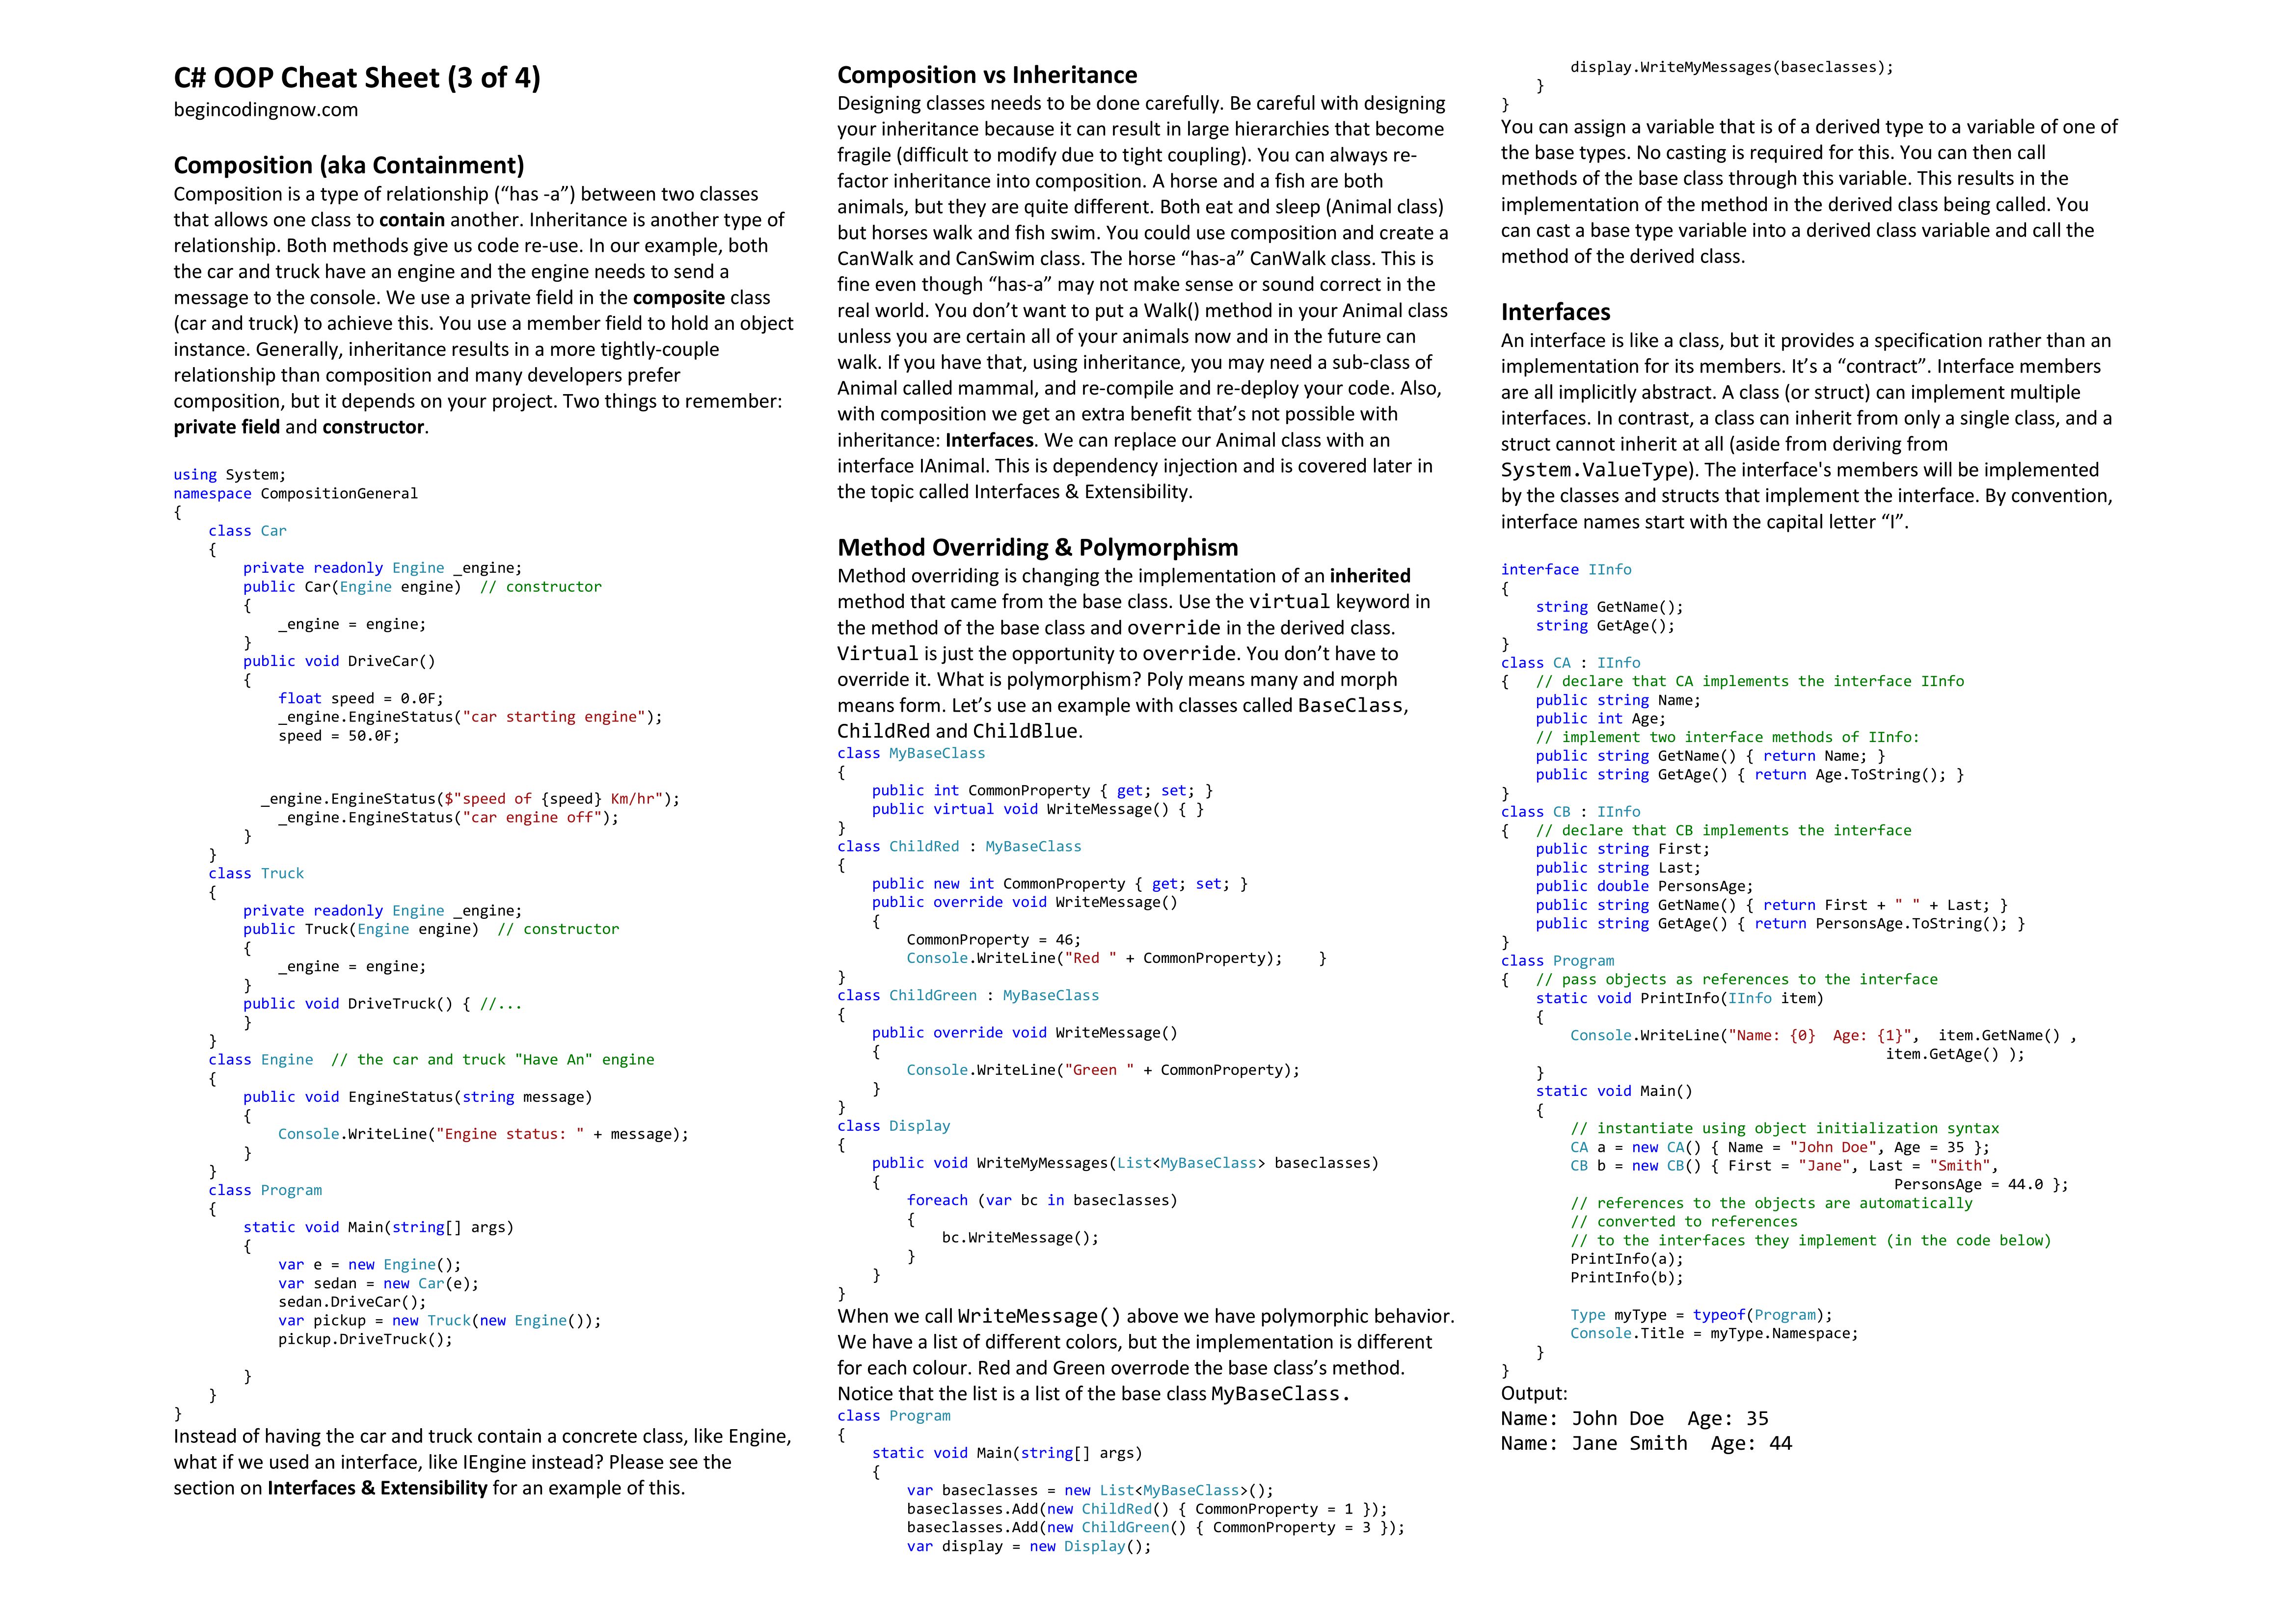 C# OOP Cheat Sheet (3 of 4)
begincodingnow.com
Composition (aka Containment)
Composition is a type of relationship (“has -a”) between two classes
that allows one class to contain another. Inheritance is another type of
relationship. Both methods give us code re-use. In our example, both
the car and truck have an engine and the engine needs to send a
message to the console. We use a private field in the composite class
(car and truck) to achieve this. You use a member field to hold an object
instance. Generally, inheritance results in a more tightly-couple
relationship than composition and many developers prefer
composition, but it depends on your project. Two things to remember:
private field and constructor.
using System;
namespace CompositionGeneral
{
    class Car
    {
        private readonly Engine _engine;
        public Car(Engine engine)  // constructor
        {
            _engine = engine;
        }
        public void DriveCar()
        {
            float speed = 0.0F;
            _engine.EngineStatus("car starting engine");
            speed = 50.0F;
          _engine.EngineStatus($"speed of {speed} Km/hr");
            _engine.EngineStatus("car engine off");
        }
    }
    class Truck
    {
        private readonly Engine _engine;
        public Truck(Engine engine)  // constructor
        {
            _engine = engine;
        }
        public void DriveTruck() { //...
        }
    }
    class Engine  // the car and truck "Have An" engine
    {
        public void EngineStatus(string message)
        {
            Console.WriteLine("Engine status: " + message);
        }
    }
    class Program
    {
        static void Main(string[] args)
        {
            var e = new Engine();
            var sedan = new Car(e);
            sedan.DriveCar();
            var pickup = new Truck(new Engine());
            pickup.DriveTruck();
        }
    }
}
Instead of having the car and truck contain a concrete class, like Engine,
what if we used an interface, like IEngine instead? Please see the
section on Interfaces & Extensibility for an example of this.
Composition vs Inheritance
Designing classes needs to be done carefully. Be careful with designing
your inheritance because it can result in large hierarchies that become
fragile (difficult to modify due to tight coupling). You can always re-
factor inheritance into composition. A horse and a fish are both
animals, but they are quite different. Both eat and sleep (Animal class)
but horses walk and fish swim. You could use composition and create a
CanWalk and CanSwim class. The horse “has-a” CanWalk class. This is
fine even though “has-a” may not make sense or sound correct in the
real world. You don’t want to put a Walk() method in your Animal class
unless you are certain all of your animals now and in the future can
walk. If you have that, using inheritance, you may need a sub-class of
Animal called mammal, and re-compile and re-deploy your code. Also,
with composition we get an extra benefit that’s not possible with
inheritance: Interfaces. We can replace our Animal class with an
interface IAnimal. This is dependency injection and is covered later in
the topic called Interfaces & Extensibility.
Method Overriding & Polymorphism
Method overriding is changing the implementation of an inherited
method that came from the base class. Use the virtual keyword in
the method of the base class and override in the derived class.
Virtual is just the opportunity to override. You don’t have to
override it. What is polymorphism? Poly means many and morph
means form. Let’s use an example with classes called BaseClass,
ChildRed and ChildBlue.
class MyBaseClass
{
    public int CommonProperty { get; set; }
    public virtual void WriteMessage() { }
}
class ChildRed : MyBaseClass
{
    public new int CommonProperty { get; set; }
    public override void WriteMessage()
    {
        CommonProperty = 46;
        Console.WriteLine("Red " + CommonProperty);    }
}
class ChildGreen : MyBaseClass
{
    public override void WriteMessage()
    {
        Console.WriteLine("Green " + CommonProperty);
    }
}
class Display
{
    public void WriteMyMessages(List<MyBaseClass> baseclasses)
    {
        foreach (var bc in baseclasses)
        {
            bc.WriteMessage();
        }
    }
}
When we call WriteMessage() above we have polymorphic behavior.
We have a list of different colors, but the implementation is different
for each colour. Red and Green overrode the base class’s method.
Notice that the list is a list of the base class MyBaseClass.
class Program
{
    static void Main(string[] args)
    {
        var baseclasses = new List<MyBaseClass>();
        baseclasses.Add(new ChildRed() { CommonProperty = 1 });
        baseclasses.Add(new ChildGreen() { CommonProperty = 3 });
        var display = new Display();
        display.WriteMyMessages(baseclasses);
    }
}
You can assign a variable that is of a derived type to a variable of one of
the base types. No casting is required for this. You can then call
methods of the base class through this variable. This results in the
implementation of the method in the derived class being called. You
can cast a base type variable into a derived class variable and call the
method of the derived class.
Interfaces
An interface is like a class, but it provides a specification rather than an
implementation for its members. It’s a “contract”. Interface members
are all implicitly abstract. A class (or struct) can implement multiple
interfaces. In contrast, a class can inherit from only a single class, and a
struct cannot inherit at all (aside from deriving from
System.ValueType). The interface's members will be implemented
by the classes and structs that implement the interface. By convention,
interface names start with the capital letter “I”.
interface IInfo
{
    string GetName();
    string GetAge();
}
class CA : IInfo
{   // declare that CA implements the interface IInfo
    public string Name;
    public int Age;
    // implement two interface methods of IInfo:
    public string GetName() { return Name; }
    public string GetAge() { return Age.ToString(); }
}
class CB : IInfo
{   // declare that CB implements the interface
    public string First;
    public string Last;
    public double PersonsAge;
    public string GetName() { return First + " " + Last; }
    public string GetAge() { return PersonsAge.ToString(); }
}
class Program
{   // pass objects as references to the interface
    static void PrintInfo(IInfo item)
    {
        Console.WriteLine("Name: {0}  Age: {1}",  item.GetName() ,
                                            item.GetAge() );
    }
    static void Main()
    {
        // instantiate using object initialization syntax
        CA a = new CA() { Name = "John Doe", Age = 35 };
        CB b = new CB() { First = "Jane", Last = "Smith",
                                             PersonsAge = 44.0 };
        // references to the objects are automatically
        // converted to references
        // to the interfaces they implement (in the code below)
        PrintInfo(a);
        PrintInfo(b);
        Type myType = typeof(Program);
        Console.Title = myType.Namespace;
    }
}
Output:
Name: John Doe  Age: 35
Name: Jane Smith  Age: 44